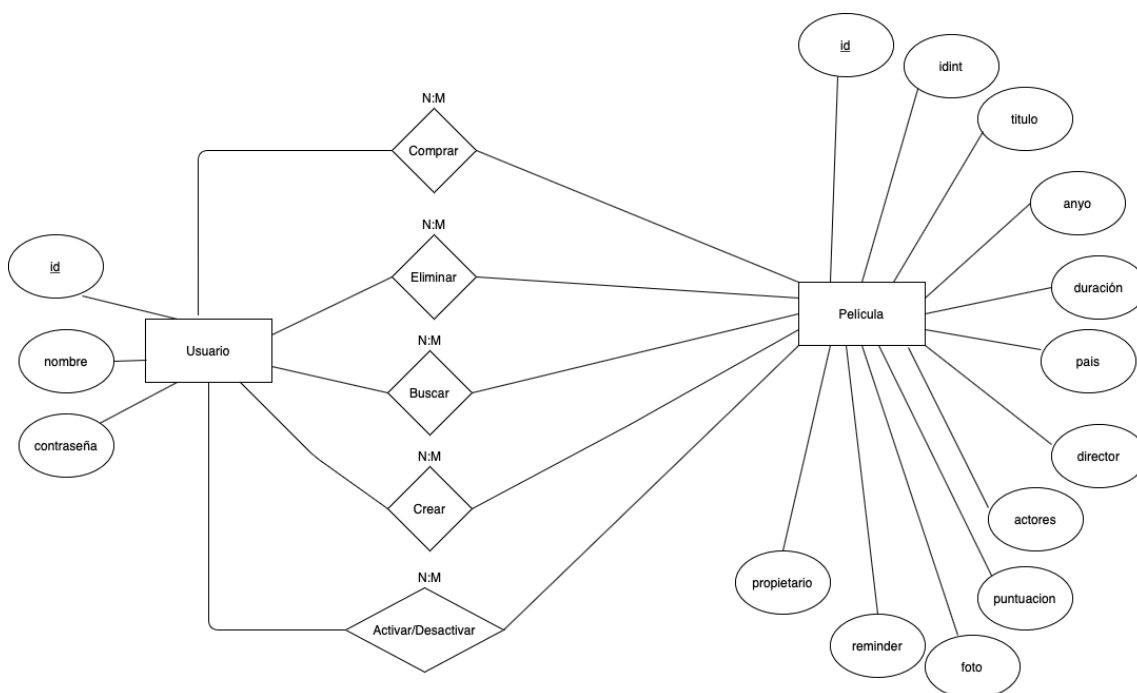 id
idint
titulo
N:M
Comprar
anyo
N:M
id
Eliminar
duración
Película
Usuario
N:M
nombre
pais
Buscar
contraseña
director
N:M
Crear
actores
N:M
propietario
puntuacion
Activar/Desactivar
reminder
foto